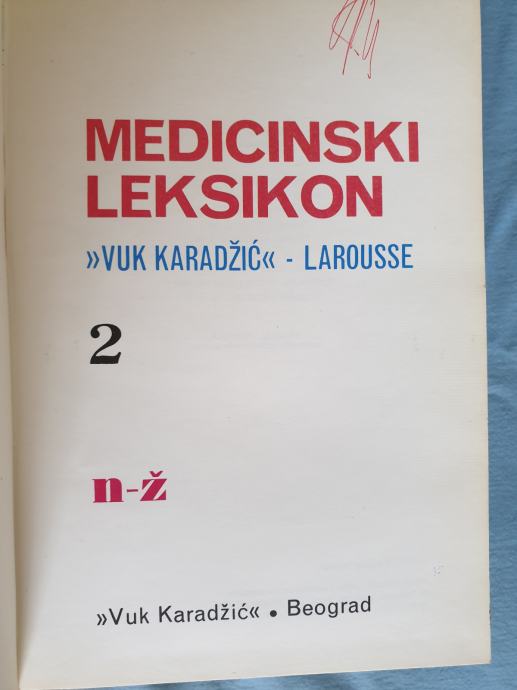 MEDICINSKI
LEKSIKON
»VUK KARADŽIĆ« - LAROUSSE
2
n-ž
»Vuk Karadžić« • Beograd